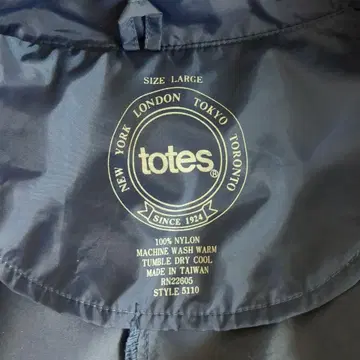 SIZE LARGE
NEW YORK LONDON TOKYO TORONTO
totes®
SINCE 1924
100% NYLON
MACHINE WASH WARM
TUMBLE DRY COOL
MADE IN TAIWAN
RN22605
STYLE 5110